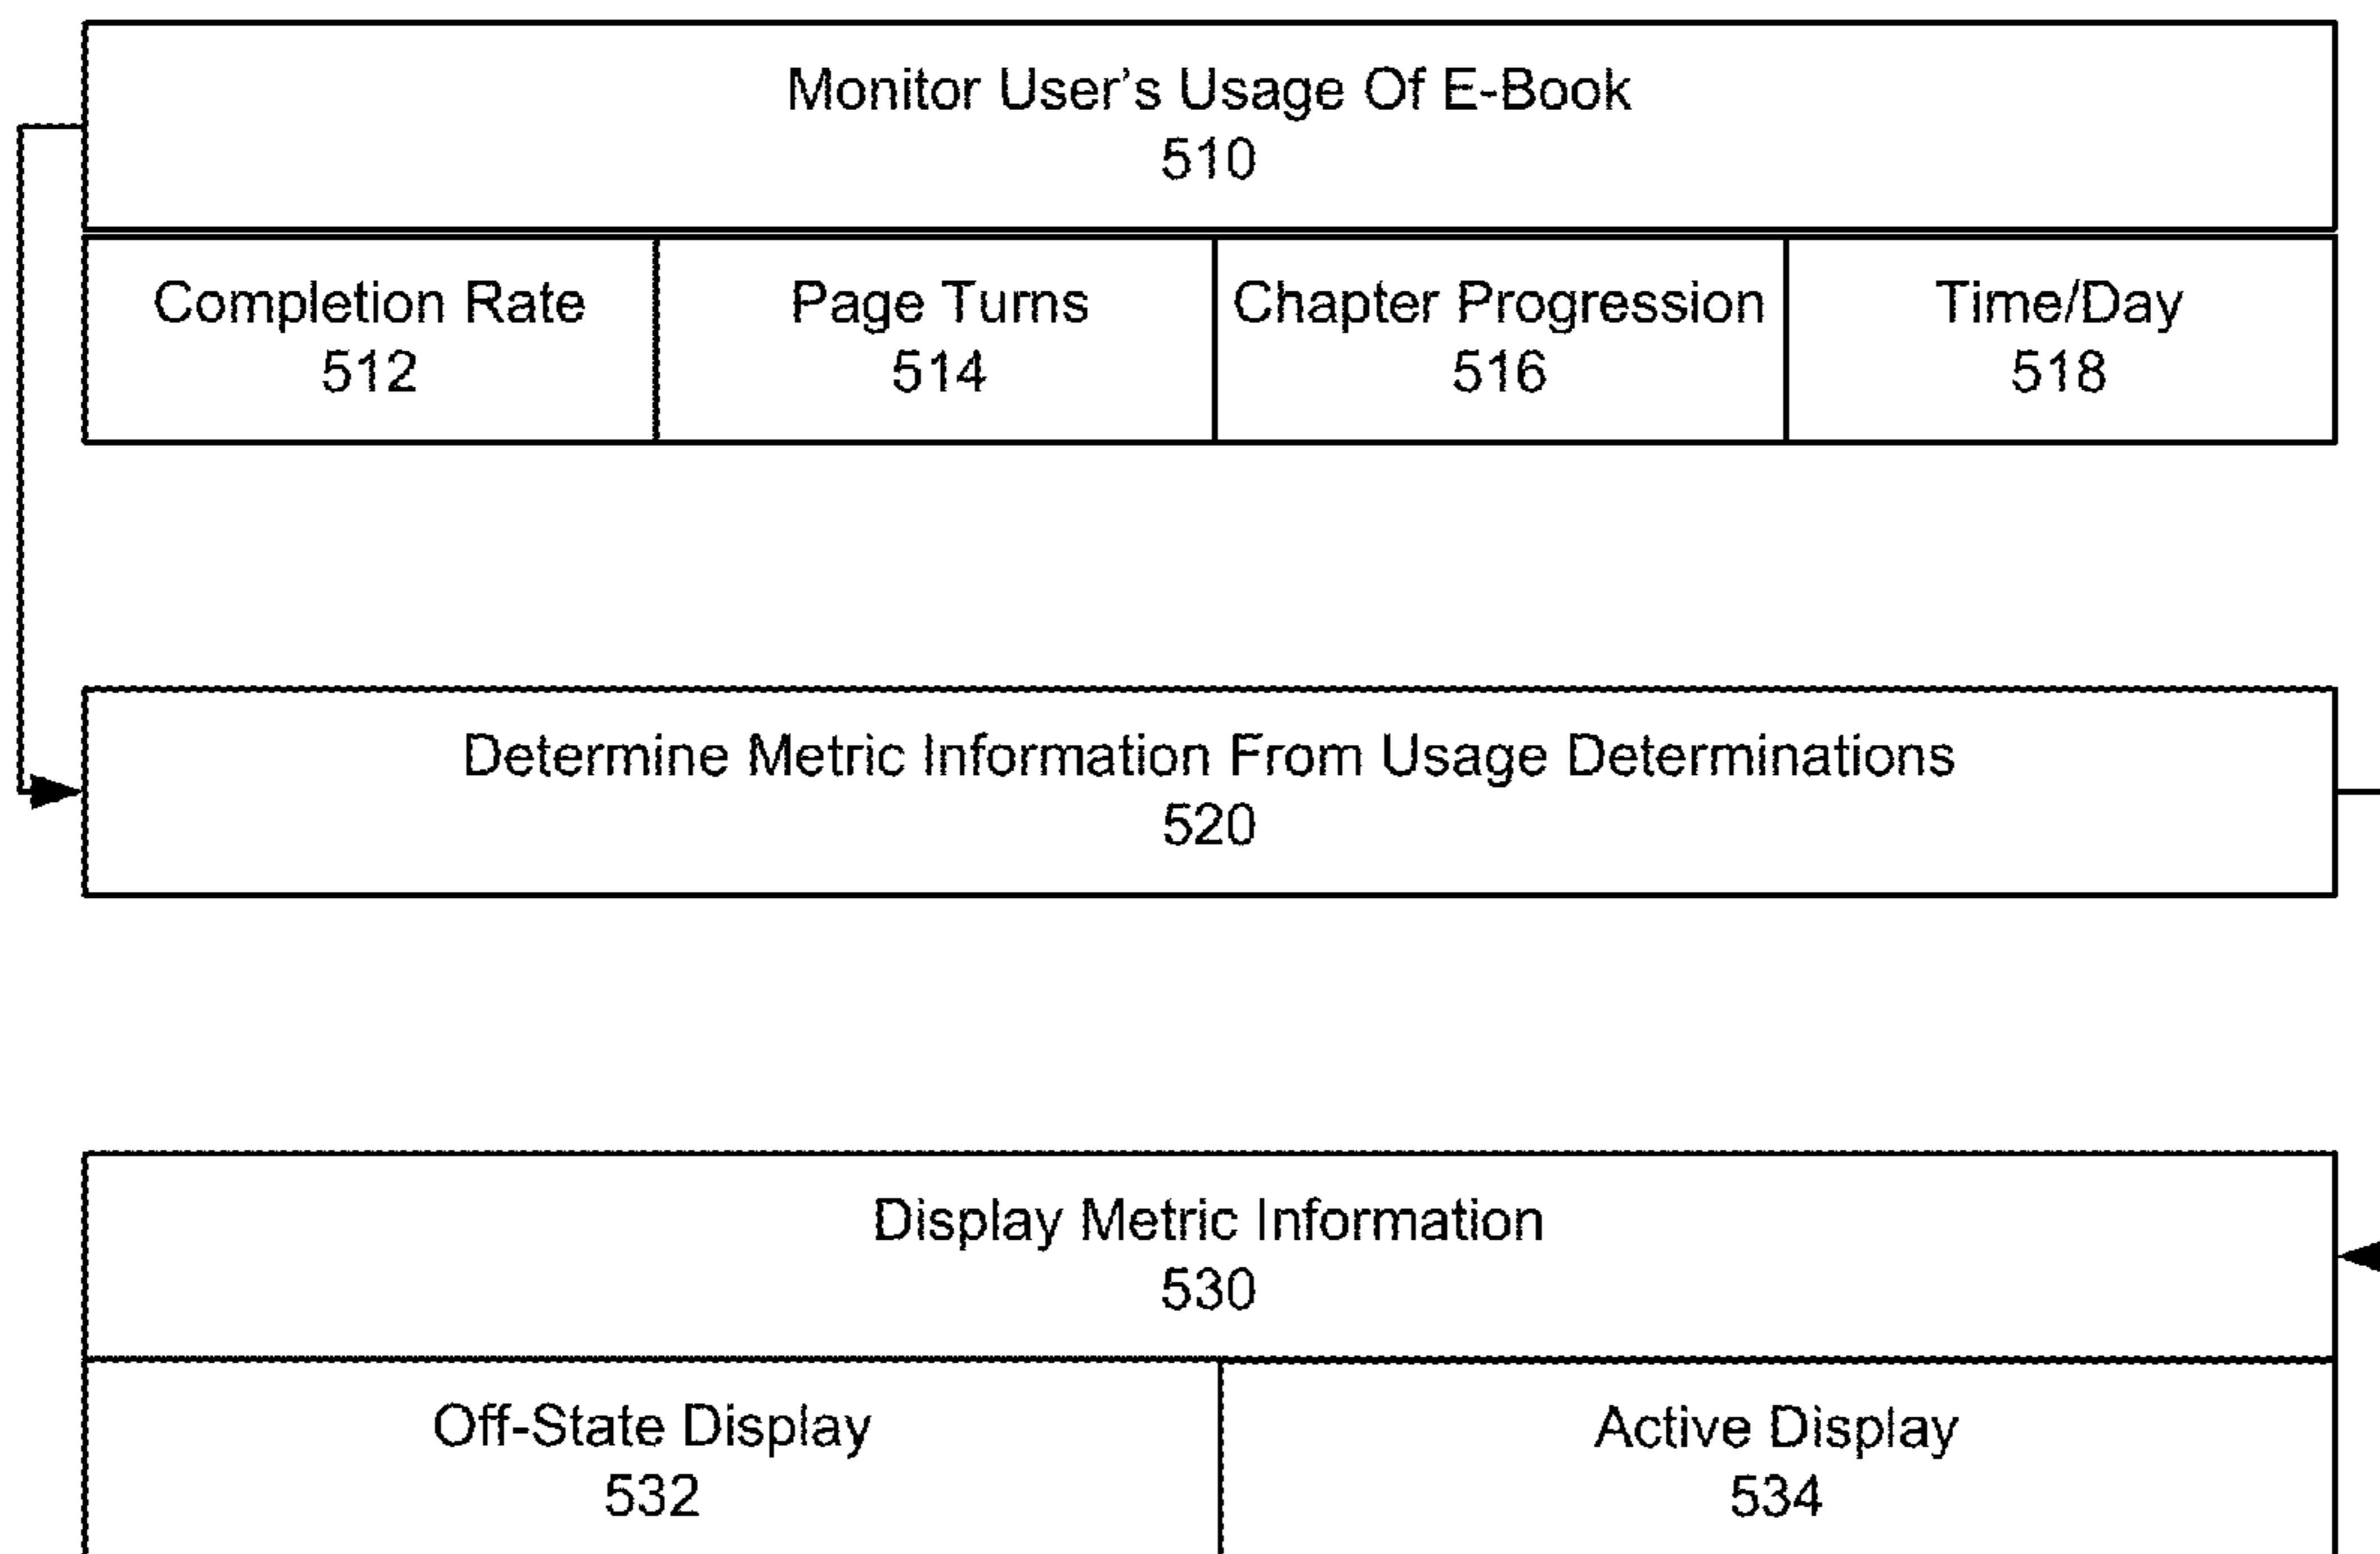 Monitor User's Usage Of E-Book
510
Completion Rate
512
Page Turns
514
Chapter Progression
516
Time/Day
518
Determine Metric Information From Usage Determinations
520
Display Metric Information
530
Off-State Display
532
Active Display
534